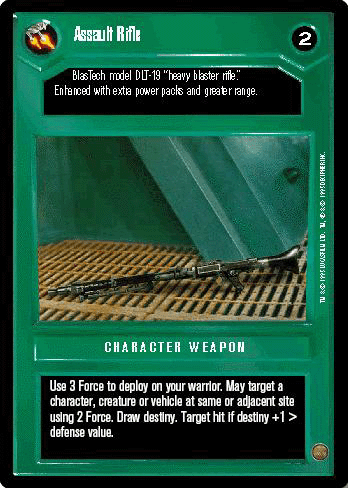 Assault Rifle
2
BlasTech model DLT-19 "heavy blaster rifle."
Enhanced with extra power packs and greater range.
CHARACTER WEAPON
Use 3 Force to deploy on your warrior. May target a
character, creature or vehicle at same or adjacent site
using 2 Force. Draw destiny. Target hit if destiny +1 >
defense value.